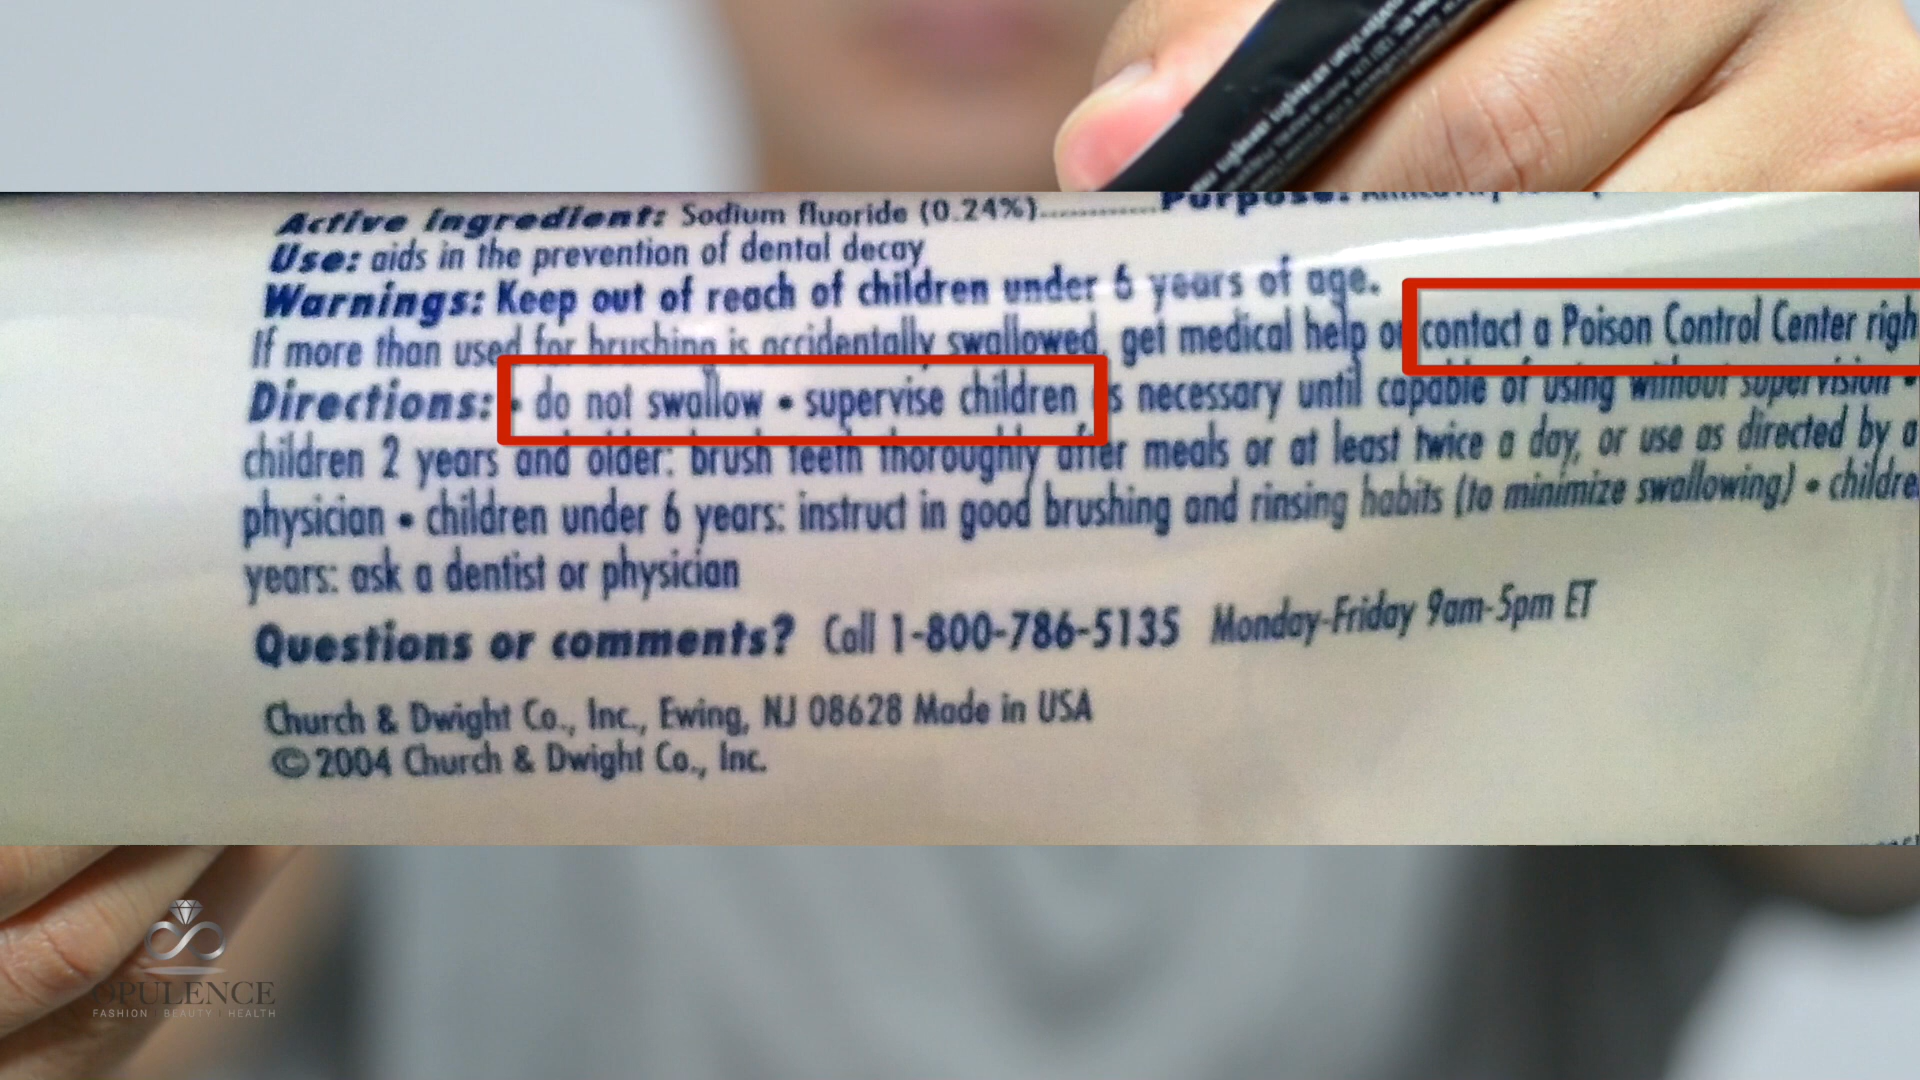 Active ingredient: Sodium fluoride (0.24%)............Purpose:
Use: aids in the prevention of dental decay
Warnings: Keep out of reach of children under 6 years of age.
If more than used for brushing is accidentally swallowed, get medical help or contact a Poison Control Center righ
Directions: • do not swallow • supervise children as necessary until capable of using without supervision •
children 2 years and older: brush teeth thoroughly after meals or at least twice a day, or use as directed by a
physician • children under 6 years: instruct in good brushing and rinsing habits (to minimize swallowing) • childre
years: ask a dentist or physician
Questions or comments? Call 1-800-786-5135 Monday-Friday 9am-5pm ET
Church & Dwight Co., Inc., Ewing, NJ 08628 Made in USA
©2004 Church & Dwight Co., Inc.
OPULENCE
FASHION | BEAUTY | HEALTH